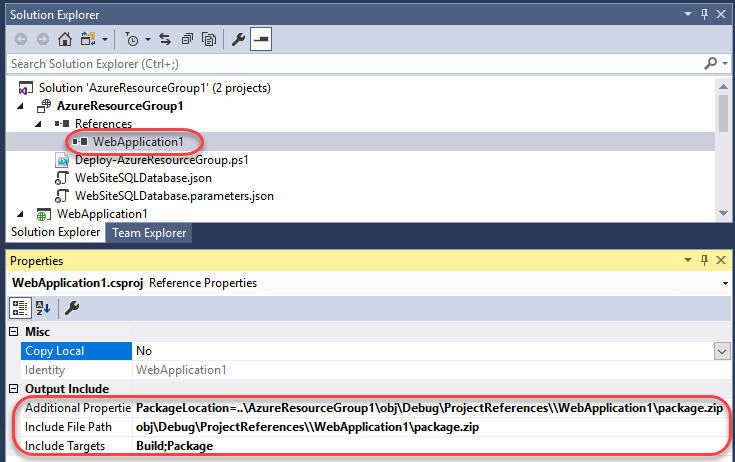 Solution Explorer
Search Solution Explorer (Ctrl+;)
Solution 'AzureResourceGroup1' (2 projects)
AzureResourceGroup1
References
WebApplication1
Deploy-AzureResourceGroup.ps1
WebSiteSQLDatabase.json
WebSiteSQLDatabase.parameters.json
WebApplication1
Solution Explorer Team Explorer
Properties
WebApplication1.csproj Reference Properties
Misc
Copy Local No
Identity WebApplication1
Output Include
Additional Propertie PackageLocation=..\AzureResourceGroup1\obj\Debug\ProjectReferences\\WebApplication1\package.zip
Include File Path obj\Debug\ProjectReferences\\WebApplication1\package.zip
Include Targets Build;Package